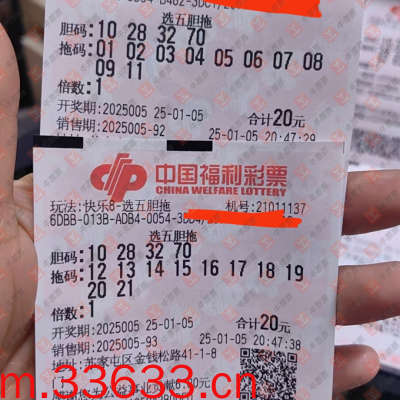 选五胆拖
胆码：10 28 32 70
拖码：01 02 03 04 05 06 07 08
09 11
倍数：1
合计20元
开奖期：2025005 25-01-05
销售期：2025005-92 25-01-05 20:47:29
中国福利彩票
CHINA WELFARE LOTTERY
玩法：快乐8-选五胆拖 机号：21011137
6DBB-013B-ADB4-0054-3DD4/
选五胆拖
胆码：10 28 32 70
拖码：12 13 14 15 16 17 18 19
20 21
倍数：1
合计20元
开奖期：2025005 25-01-05
销售期：2025005-93 25-01-05 20:47:38
地址：苏家屯区金钱松路41-1-8
m.33633.cn